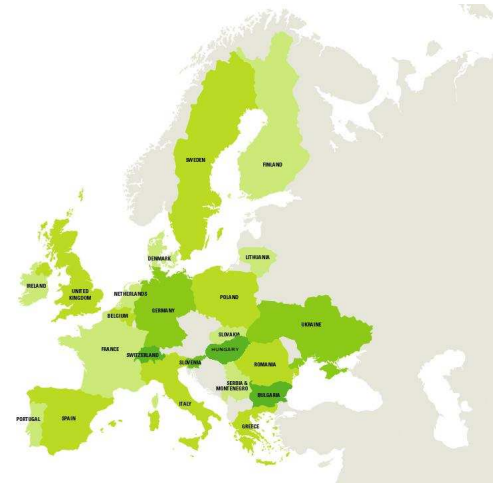 SWEDEN
FINLAND
DENMARK
LITHUANIA
IRELAND
UNITED
KINGDOM
NETHERLANDS
BELGIUM
GERMANY
POLAND
UKRAINE
SLOVAKIA
FRANCE
SWITZERLAND
HUNGARY
SLOVENIA
ROMANIA
SERBIA &
MONTENEGRO
BULGARIA
ITALY
PORTUGAL
SPAIN
GREECE